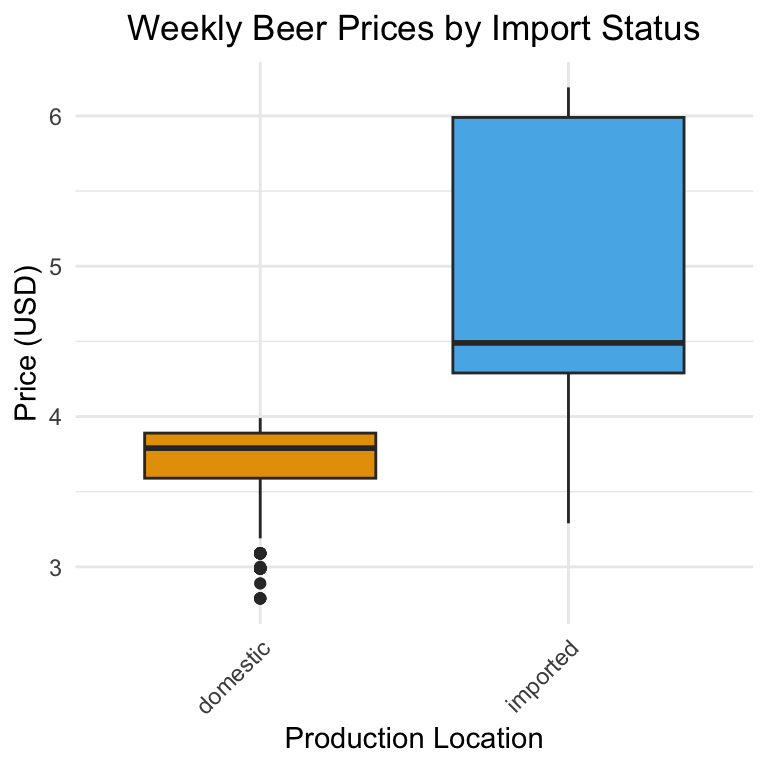 Weekly Beer Prices by Import Status
Price (USD)
6
5
4
3
domestic
imported
Production Location